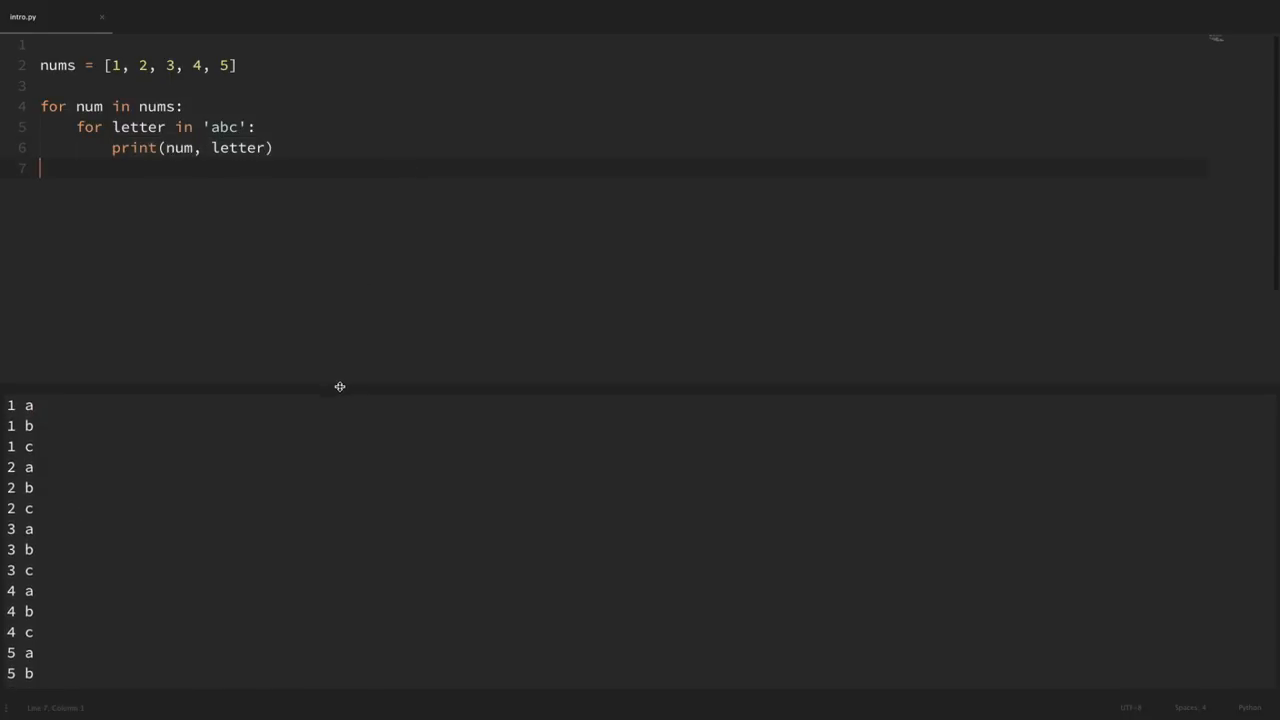 intro.py ×
1
2 nums = [1, 2, 3, 4, 5]
3
4 for num in nums:
5     for letter in 'abc':
6         print(num, letter)
7
1 a
1 b
1 c
2 a
2 b
2 c
3 a
3 b
3 c
4 a
4 b
4 c
5 a
5 b
Line 7, Column 1 UTF-8 Spaces: 4 Python